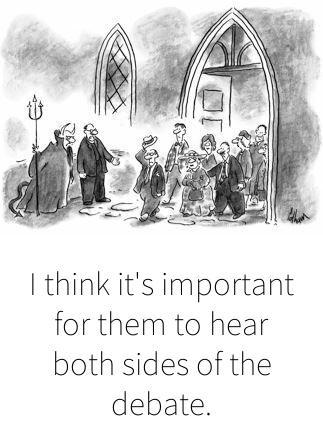 I think it's important
for them to hear
both sides of the
debate.